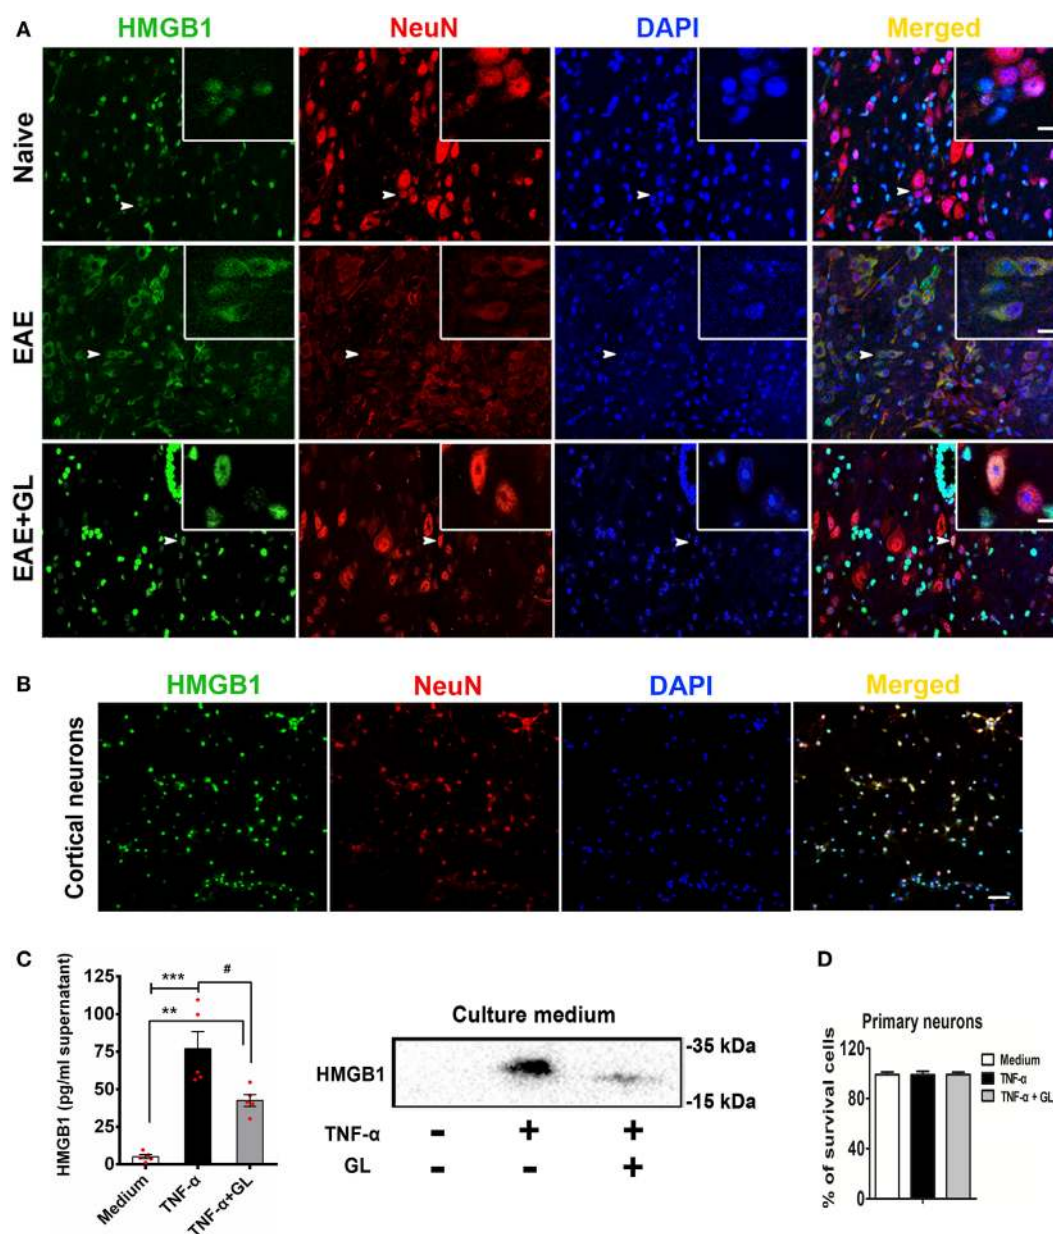 A
HMGB1 NeuN DAPI Merged
Naive
EAE
EAE+GL
B
HMGB1 NeuN DAPI Merged
Cortical neurons
C
HMGB1 (pg/ml supernatant)
125
100
75
50
25
0
*** #
**
Medium
TNF-α
TNF-α+GL
Culture medium
HMGB1
-35 kDa
-15 kDa
TNF-α - + +
GL - - +
D
Primary neurons
% of survival cells
120
80
40
0
Medium
TNF-α
TNF-α + GL